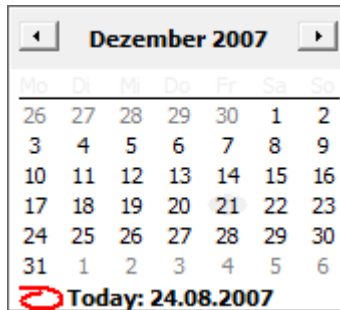 Dezember 2007
Mo Di Mi Do Fr Sa So
26 27 28 29 30 1 2
3 4 5 6 7 8 9
10 11 12 13 14 15 16
17 18 19 20 21 22 23
24 25 26 27 28 29 30
31 1 2 3 4 5 6
Today: 24.08.2007